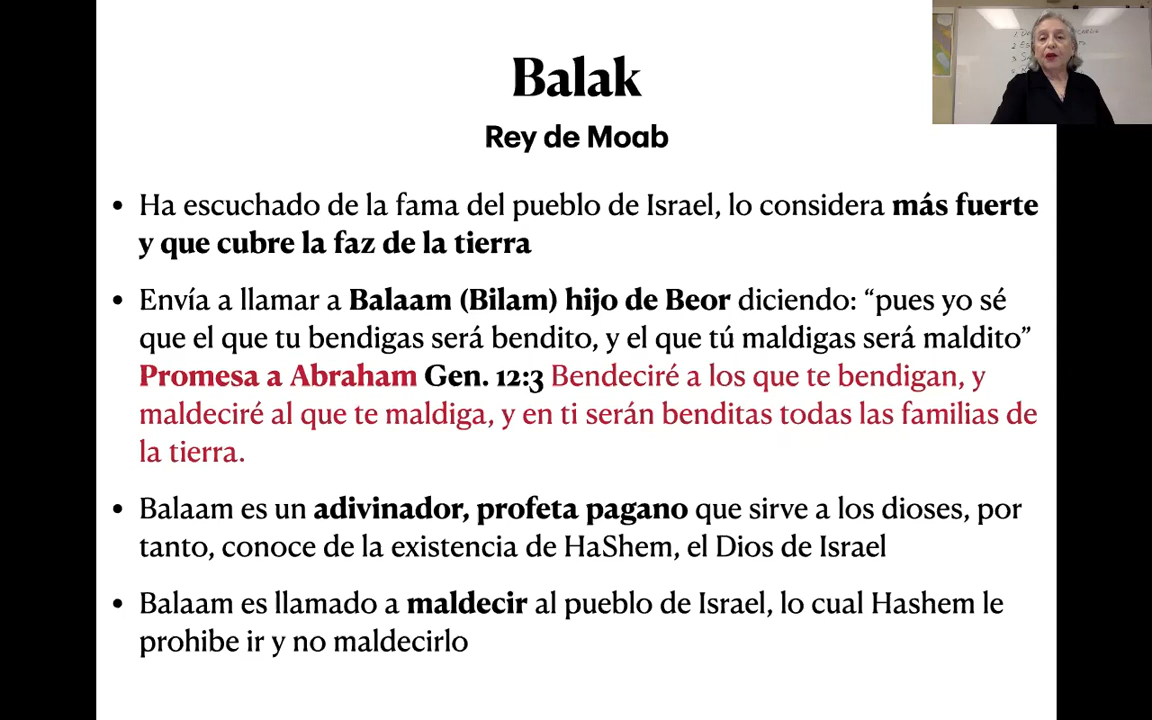 Balak
Rey de Moab
• Ha escuchado de la fama del pueblo de Israel, lo considera más fuerte
y que cubre la faz de la tierra
• Envía a llamar a Balaam (Bilam) hijo de Beor diciendo: “pues yo sé
que el que tu bendigas será bendito, y el que tú maldigas será maldito”
Promesa a Abraham Gen. 12:3 Bendeciré a los que te bendigan, y
maldeciré al que te maldiga, y en ti serán benditas todas las familias de
la tierra.
• Balaam es un adivinador, profeta pagano que sirve a los dioses, por
tanto, conoce de la existencia de HaShem, el Dios de Israel
• Balaam es llamado a maldecir al pueblo de Israel, lo cual Hashem le
prohibe ir y no maldecirlo